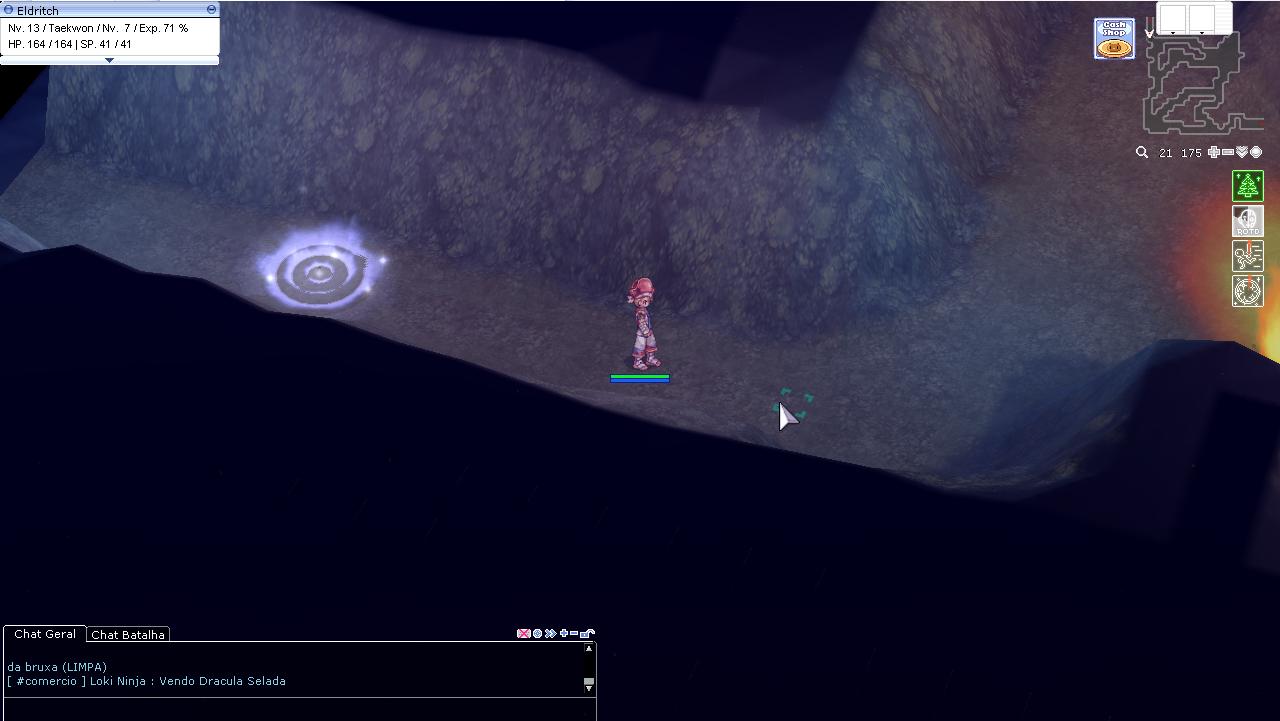 Eldritch
Nv. 13 / Taekwon / Nv. 7 / Exp. 71 %
HP. 164 / 164 | SP. 41 / 41
Cash
Shop
21 175
ROTD
Chat Geral
Chat Batalha
da bruxa (LIMPA)
[ #comercio ] Loki Ninja : Vendo Dracula Selada